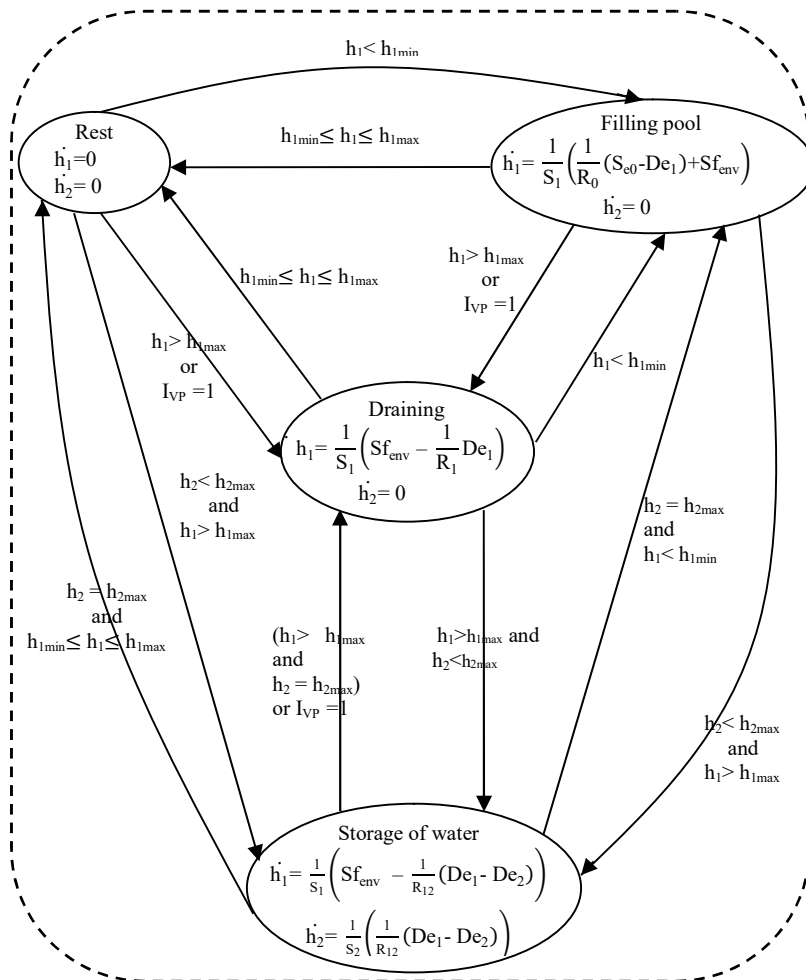 h₁< h₁min
Rest
ḣ₁=0
ḣ₂= 0
h₁min≤ h₁≤ h₁max
Filling pool
ḣ₁= 1/S₁ (1/R₀ (Sₑ₀-De₁)+Sfₑₙᵥ)
ḣ₂= 0
h₁min≤ h₁≤ h₁max
h₁> h₁max
or
I_VP =1
h₁> h₁max
or
I_VP =1
h₁< h₁min
Draining
ḣ₁= 1/S₁ (Sfₑₙᵥ – 1/R₁ De₁)
ḣ₂= 0
h₂< h₂max
and
h₁> h₁max
h₂ = h₂max
and
h₁< h₁min
h₂ = h₂max
and
h₁min≤ h₁≤ h₁max
(h₁> h₁max
and
h₂ = h₂max)
or I_VP =1
h₁>h₁max and
h₂<h₂max
h₂< h₂max
and
h₁> h₁max
Storage of water
ḣ₁= 1/S₁ (Sfₑₙᵥ – 1/R₁₂ (De₁- De₂))
ḣ₂= 1/S₂ (1/R₁₂ (De₁- De₂))